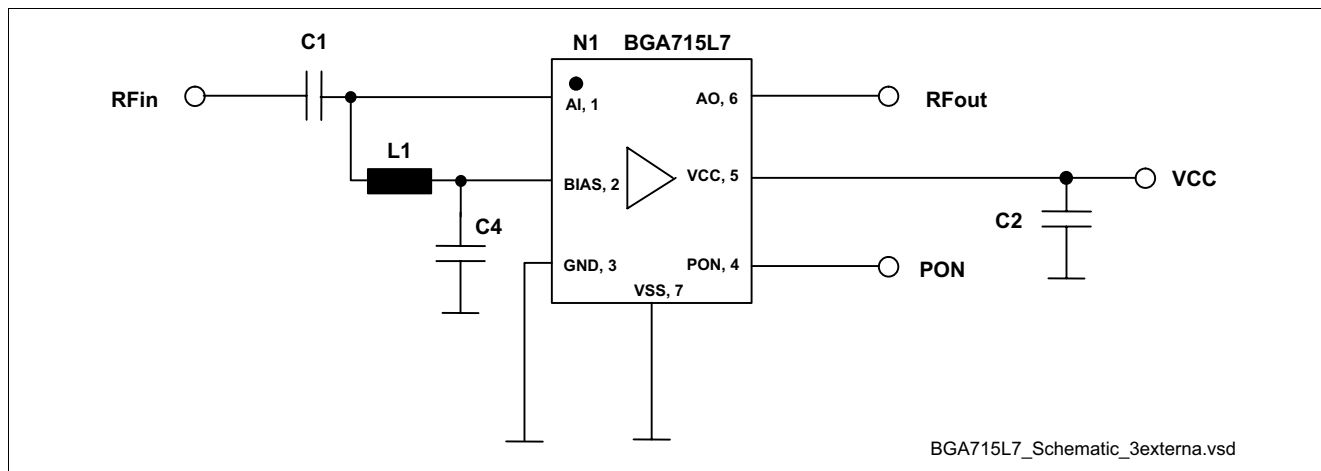 C1
N1 BGA715L7
RFin
AI, 1
AO, 6
RFout
L1
BIAS, 2
VCC, 5
VCC
C4
C2
GND, 3
PON, 4
PON
VSS, 7
BGA715L7_Schematic_3externa.vsd